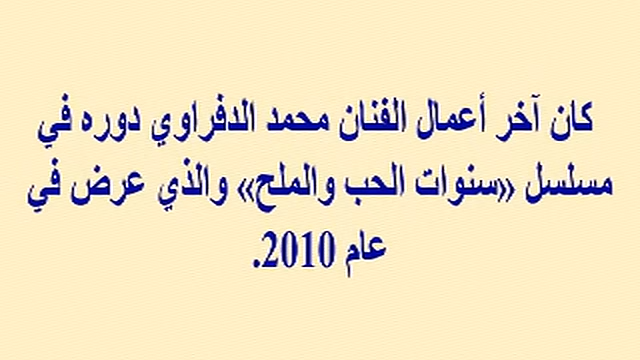 كان آخر أعمال الفنان محمد الدفراوي دوره في
مسلسل «سنوات الحب والملح» والذي عرض في
عام 2010.